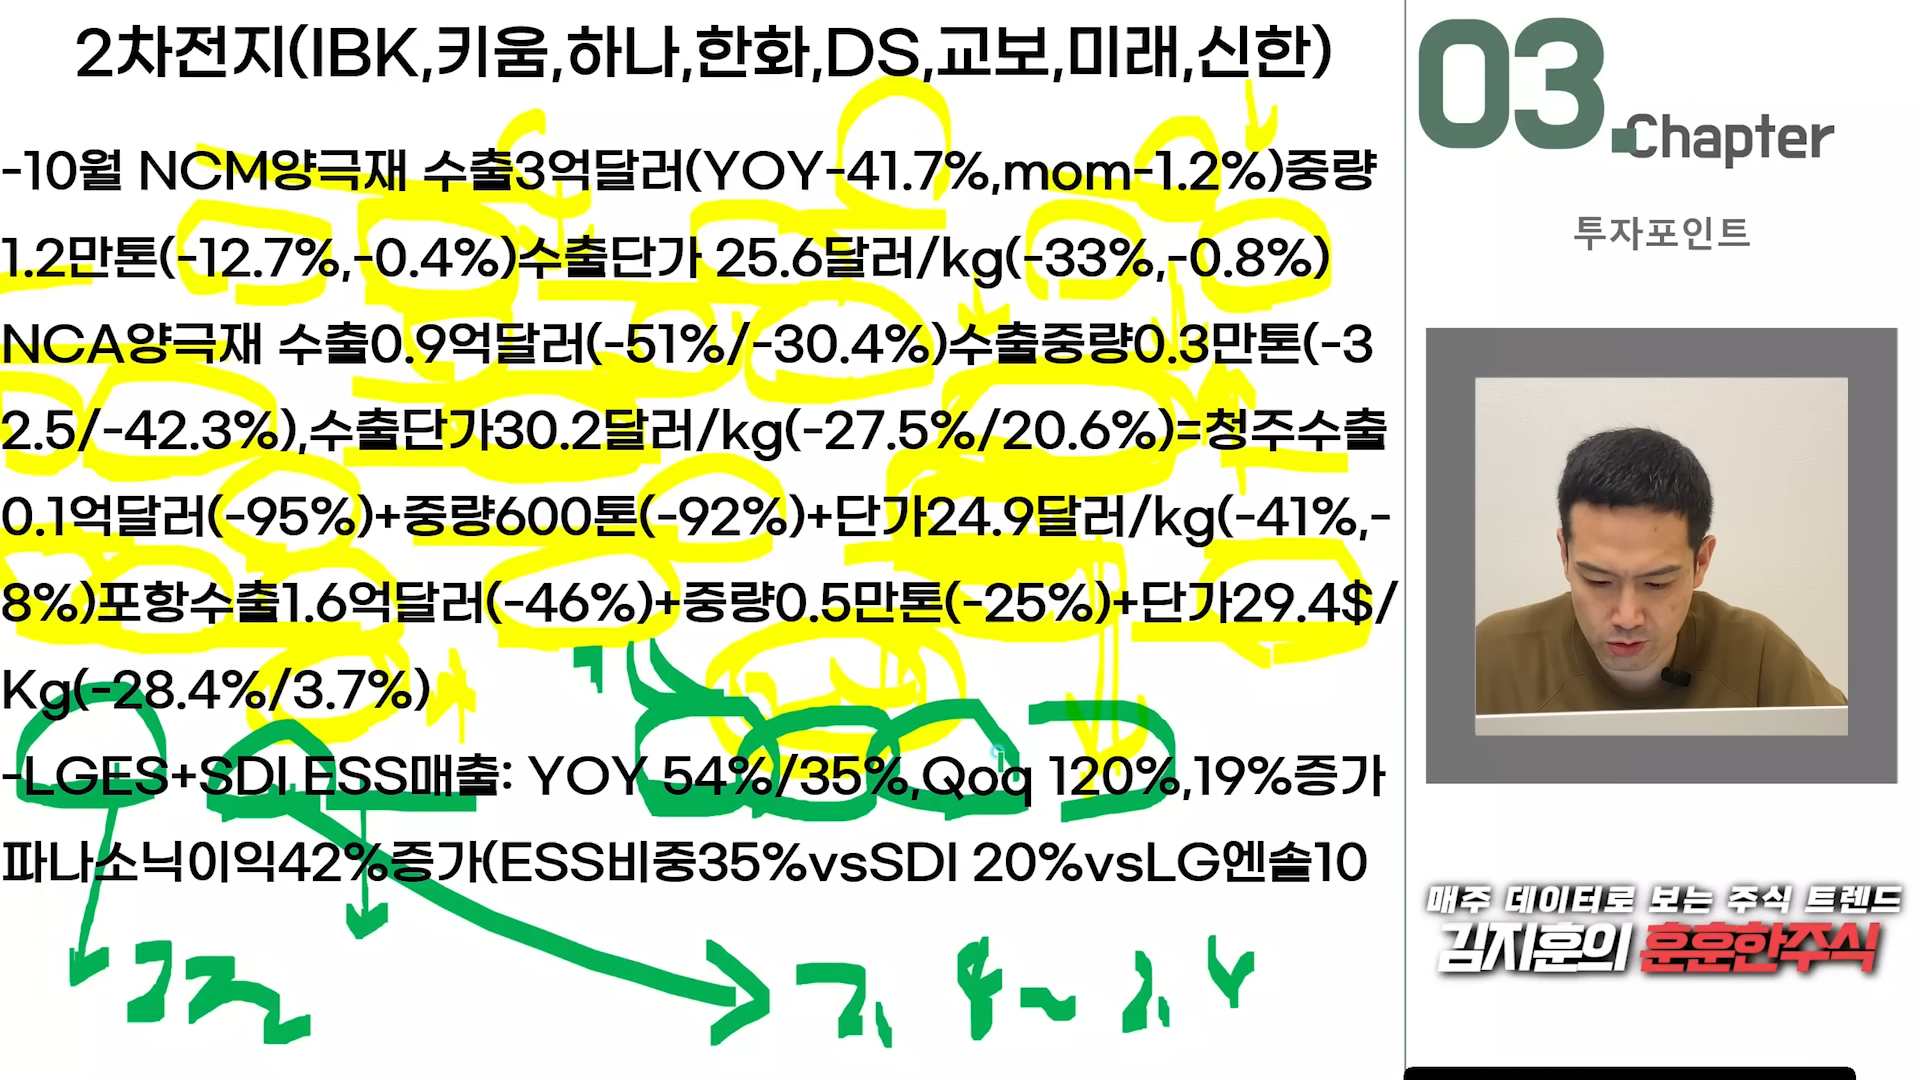 2차전지(IBK,키움,하나,한화,DS,교보,미래,신한)
-10월 NCM양극재 수출3억달러(YOY-41.7%,mom-1.2%)중량
1.2만톤(-12.7%,-0.4%)수출단가 25.6달러/kg(-33%,-0.8%)
NCA양극재 수출0.9억달러(-51%/-30.4%)수출중량0.3만톤(-3
2.5/-42.3%),수출단가30.2달러/kg(-27.5%/20.6%)=청주수출
0.1억달러(-95%)+중량600톤(-92%)+단가24.9달러/kg(-41%,-
8%)포항수출1.6억달러(-46%)+중량0.5만톤(-25%)+단가29.4$/
Kg(-28.4%/3.7%)
-LGES+SDI ESS매출: YOY 54%/35%,Qoq 120%,19%증가
파나소닉이익42%증가(ESS비중35%vsSDI 20%vsLG엔솔10
03.Chapter
투자포인트
매주 데이터로 보는 주식 트렌드
김지훈의 훈훈한주식